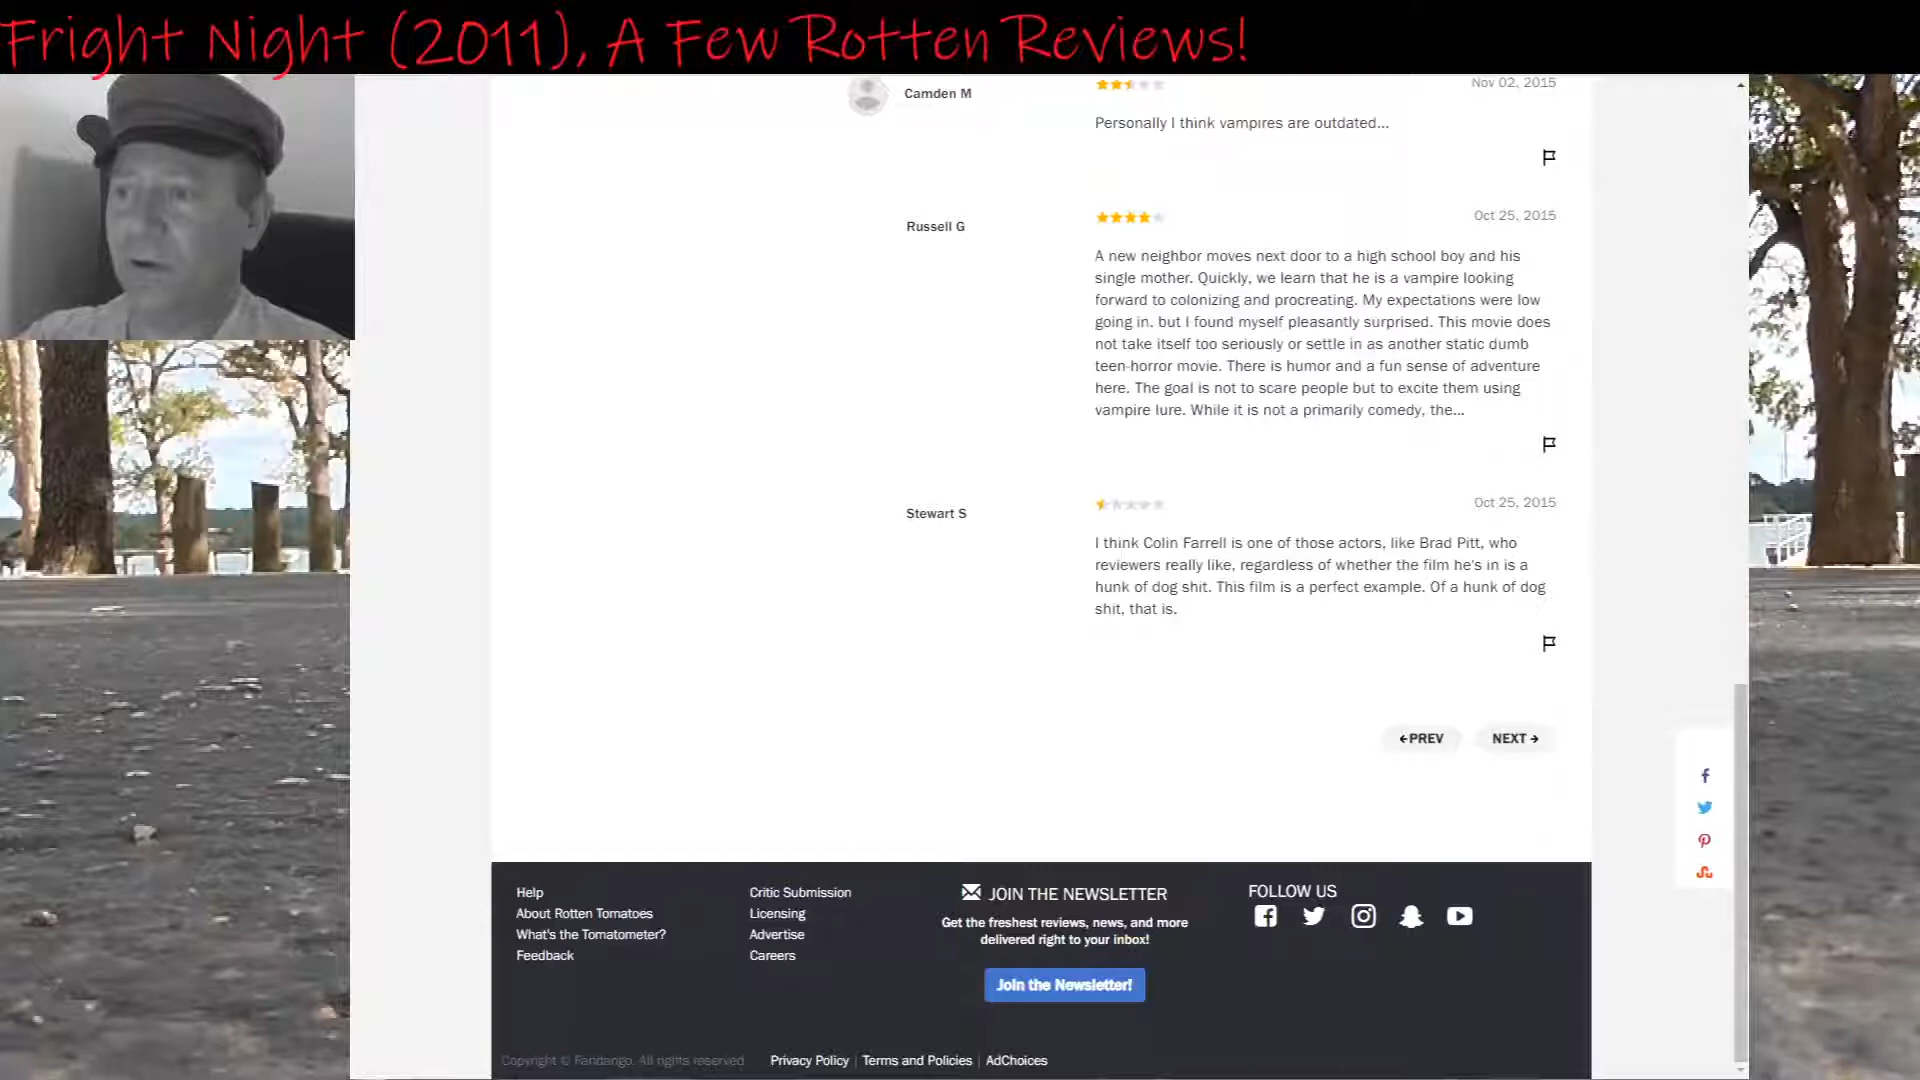 Fright Night (2011), A Few Rotten Reviews!
Camden M
Nov 02, 2015
Personally I think vampires are outdated...
Russell G
Oct 25, 2015
A new neighbor moves next door to a high school boy and his
single mother. Quickly, we learn that he is a vampire looking
forward to colonizing and procreating. My expectations were low
going in. but I found myself pleasantly surprised. This movie does
not take itself too seriously or settle in as another static dumb
teen-horror movie. There is humor and a fun sense of adventure
here. The goal is not to scare people but to excite them using
vampire lure. While it is not a primarily comedy, the...
Stewart S
Oct 25, 2015
I think Colin Farrell is one of those actors, like Brad Pitt, who
reviewers really like, regardless of whether the film he's in is a
hunk of dog shit. This film is a perfect example. Of a hunk of dog
shit, that is.
PREV
NEXT
Help
About Rotten Tomatoes
What's the Tomatometer?
Feedback
Critic Submission
Licensing
Advertise
Careers
JOIN THE NEWSLETTER
Get the freshest reviews, news, and more
delivered right to your inbox!
Join the Newsletter!
FOLLOW US
Copyright © Fandango. All rights reserved
Privacy Policy | Terms and Policies | AdChoices